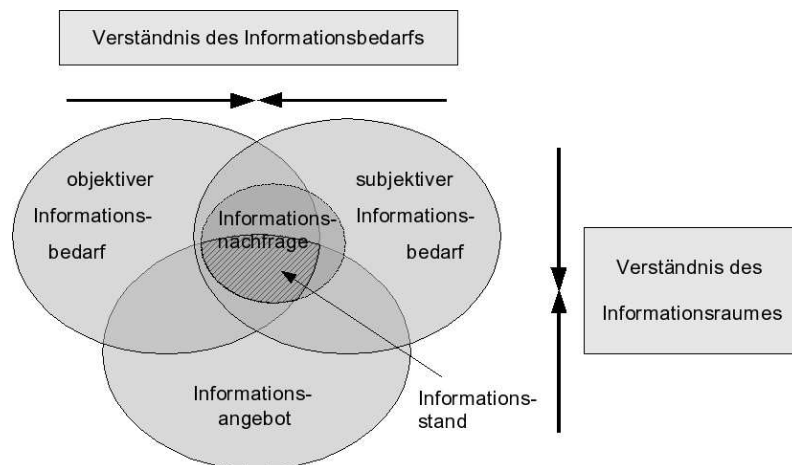 Verständnis des Informationsbedarfs
objektiver
Informations-
bedarf
subjektiver
Informations-
bedarf
Informations-
nachfrage
Verständnis des
Informationsraumes
Informations-
angebot
Informations-
stand